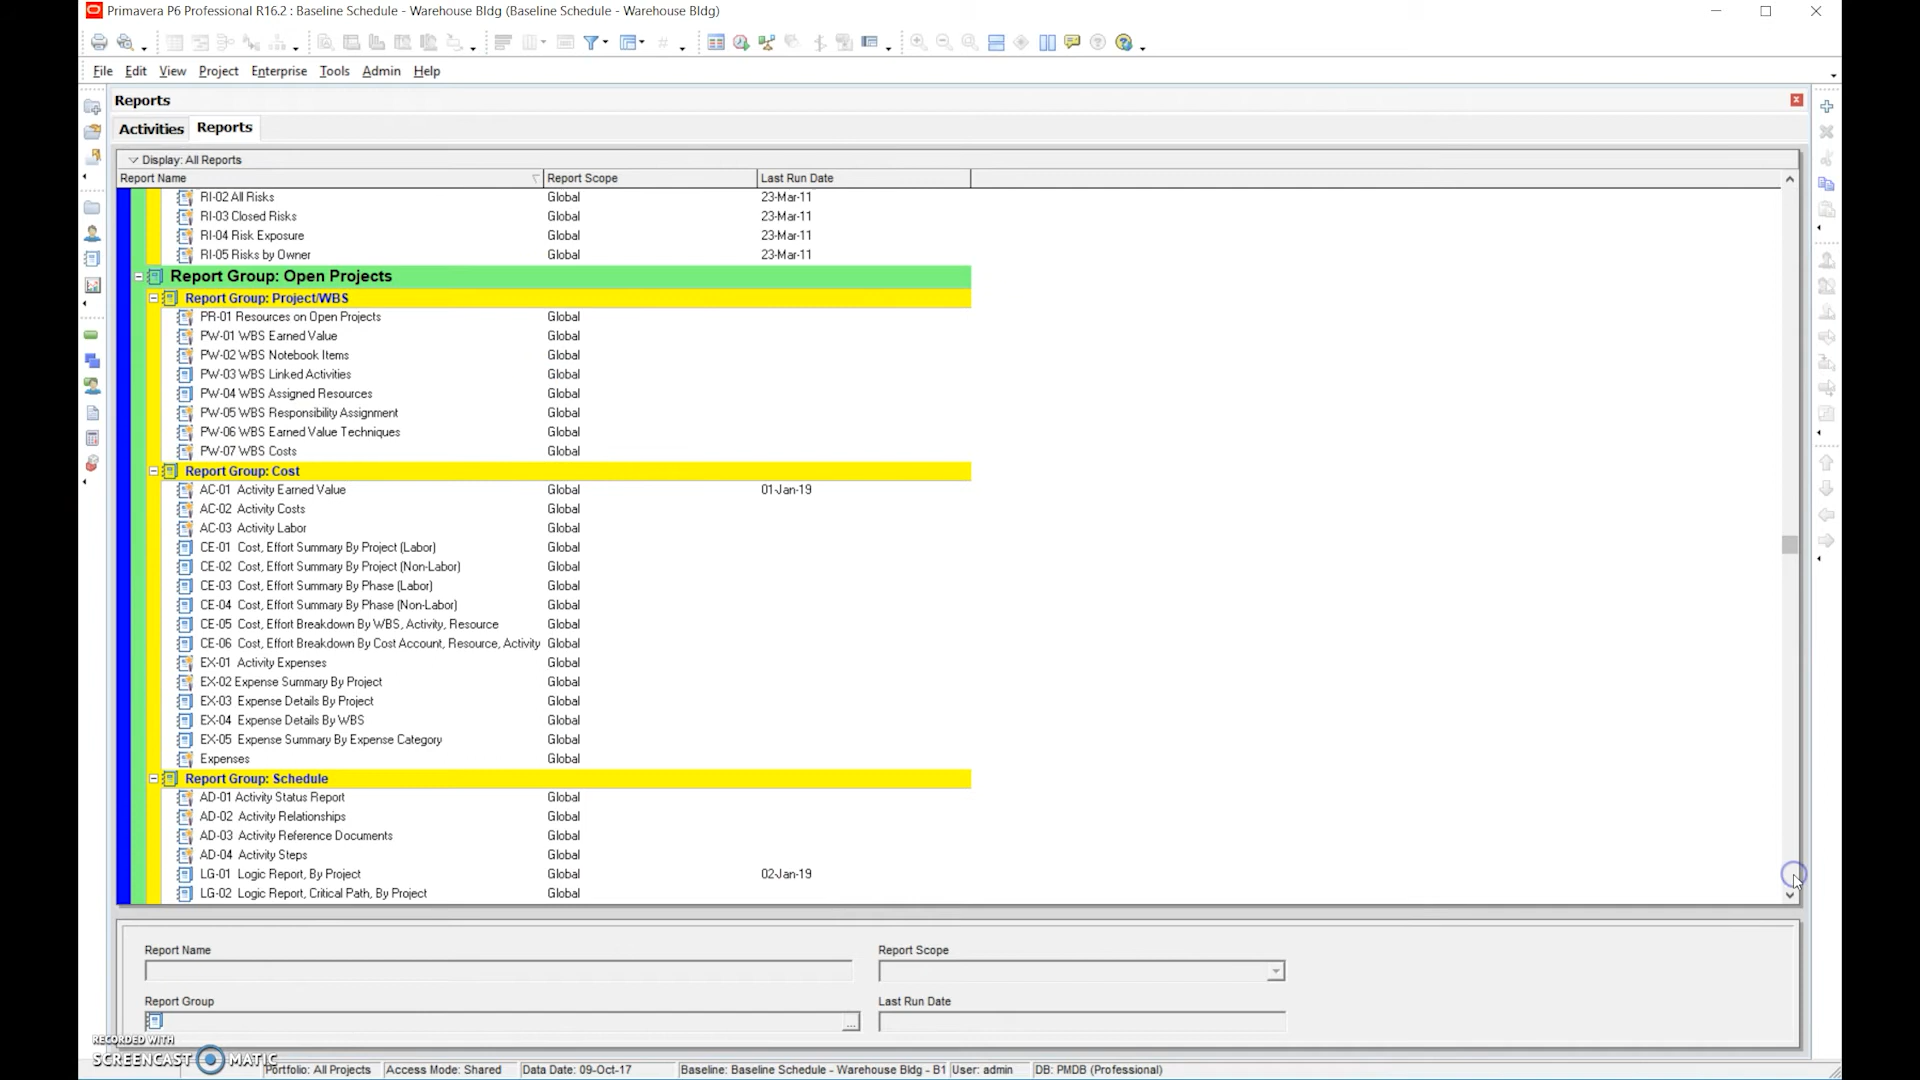 Primavera P6 Professional R16.2 : Baseline Schedule - Warehouse Bldg (Baseline Schedule - Warehouse Bldg)
File Edit View Project Enterprise Tools Admin Help
Reports
Activities Reports
Display: All Reports
Report Name Report Scope Last Run Date
RI-02 All Risks Global 23-Mar-11
RI-03 Closed Risks Global 23-Mar-11
RI-04 Risk Exposure Global 23-Mar-11
RI-05 Risks by Owner Global 23-Mar-11
Report Group: Open Projects
Report Group: Project/WBS
PR-01 Resources on Open Projects Global
PW-01 WBS Earned Value Global
PW-02 WBS Notebook Items Global
PW-03 WBS Linked Activities Global
PW-04 WBS Assigned Resources Global
PW-05 WBS Responsibility Assignment Global
PW-06 WBS Earned Value Techniques Global
PW-07 WBS Costs Global
Report Group: Cost
AC-01 Activity Earned Value Global 01-Jan-19
AC-02 Activity Costs Global
AC-03 Activity Labor Global
CE-01 Cost, Effort Summary By Project (Labor) Global
CE-02 Cost, Effort Summary By Project (Non-Labor) Global
CE-03 Cost, Effort Summary By Phase (Labor) Global
CE-04 Cost, Effort Summary By Phase (Non-Labor) Global
CE-05 Cost, Effort Breakdown By WBS, Activity, Resource Global
CE-06 Cost, Effort Breakdown By Cost Account, Resource, Activity Global
EX-01 Activity Expenses Global
EX-02 Expense Summary By Project Global
EX-03 Expense Details By Project Global
EX-04 Expense Details By WBS Global
EX-05 Expense Summary By Expense Category Global
Expenses Global
Report Group: Schedule
AD-01 Activity Status Report Global
AD-02 Activity Relationships Global
AD-03 Activity Reference Documents Global
AD-04 Activity Steps Global
LG-01 Logic Report, By Project Global 02-Jan-19
LG-02 Logic Report, Critical Path, By Project Global
Report Name Report Scope
Report Group Last Run Date
RECORDED WITH
SCREENCAST MATIC
Portfolio: All Projects Access Mode: Shared Data Date: 09-Oct-17 Baseline: Baseline Schedule - Warehouse Bldg - B1 User: admin DB: PMDB (Professional)